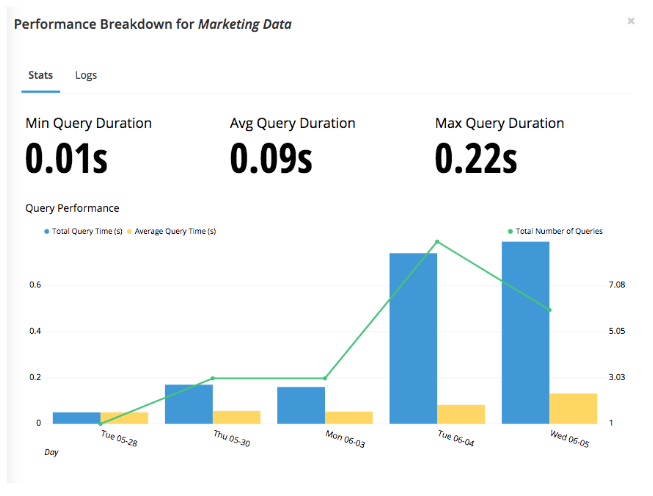 Performance Breakdown for Marketing Data
×
Stats Logs
Min Query Duration Avg Query Duration Max Query Duration
0.01s 0.09s 0.22s
Query Performance
Total Query Time (s) Average Query Time (s) Total Number of Queries
0.6 7.08
0.4 5.05
0.2 3.03
0 1
Tue 05-28 Thu 05-30 Mon 06-03 Tue 06-04 Wed 06-05
Day